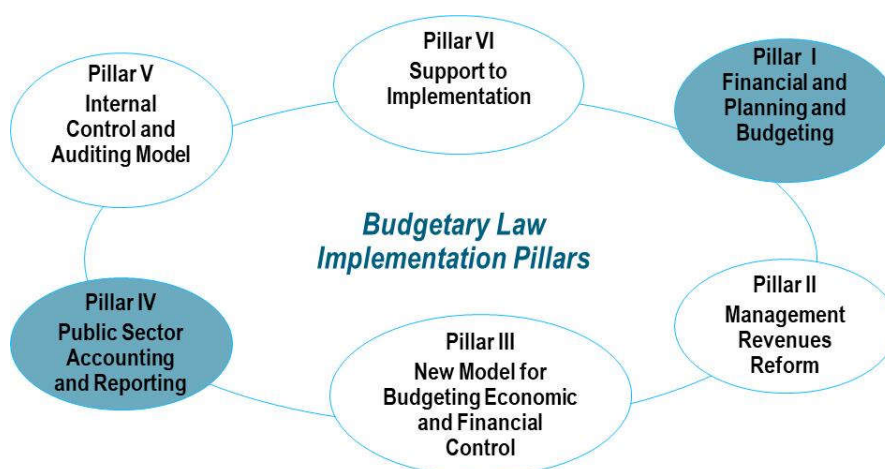 Pillar VI
Support to
Implementation
Pillar I
Financial and
Planning and
Budgeting
Pillar V
Internal
Control and
Auditing Model
Budgetary Law
Implementation Pillars
Pillar II
Management
Revenues
Reform
Pillar IV
Public Sector
Accounting
and Reporting
Pillar III
New Model for
Budgeting Economic
and Financial
Control